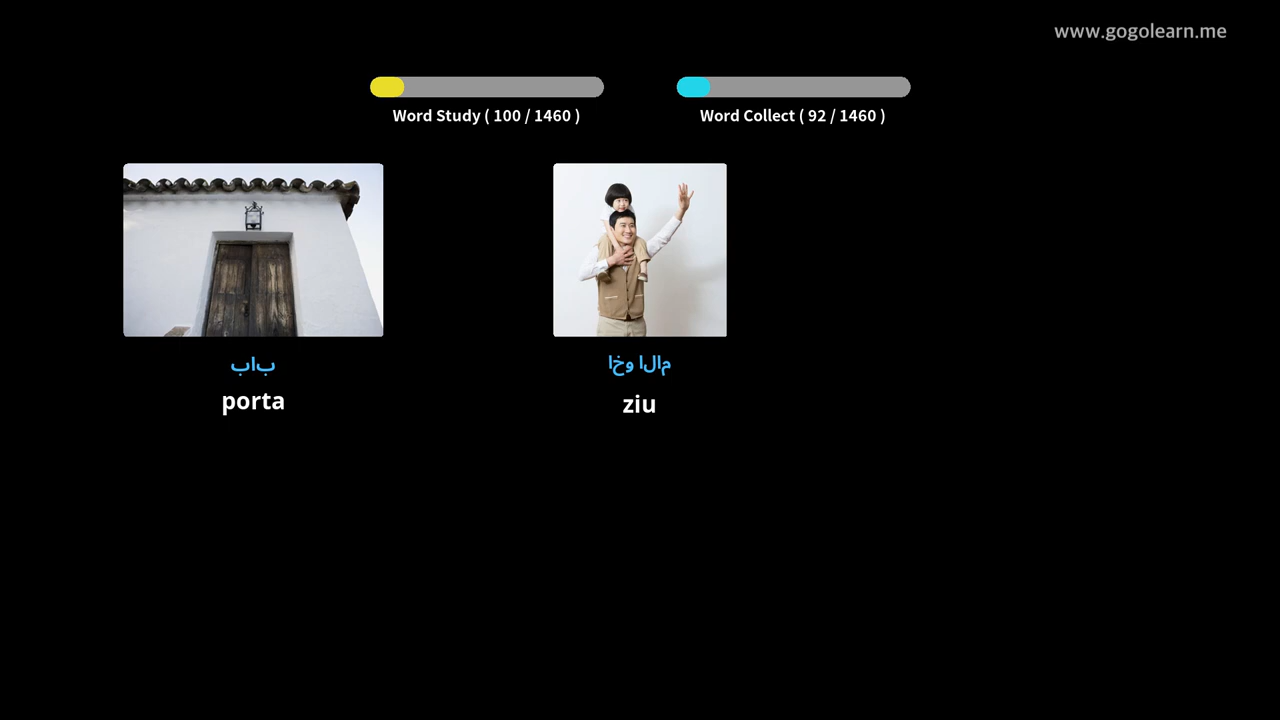 www.gogolearn.me
Word Study ( 100 / 1460 )
Word Collect ( 92 / 1460 )
باب
porta
اخو الام
ziu